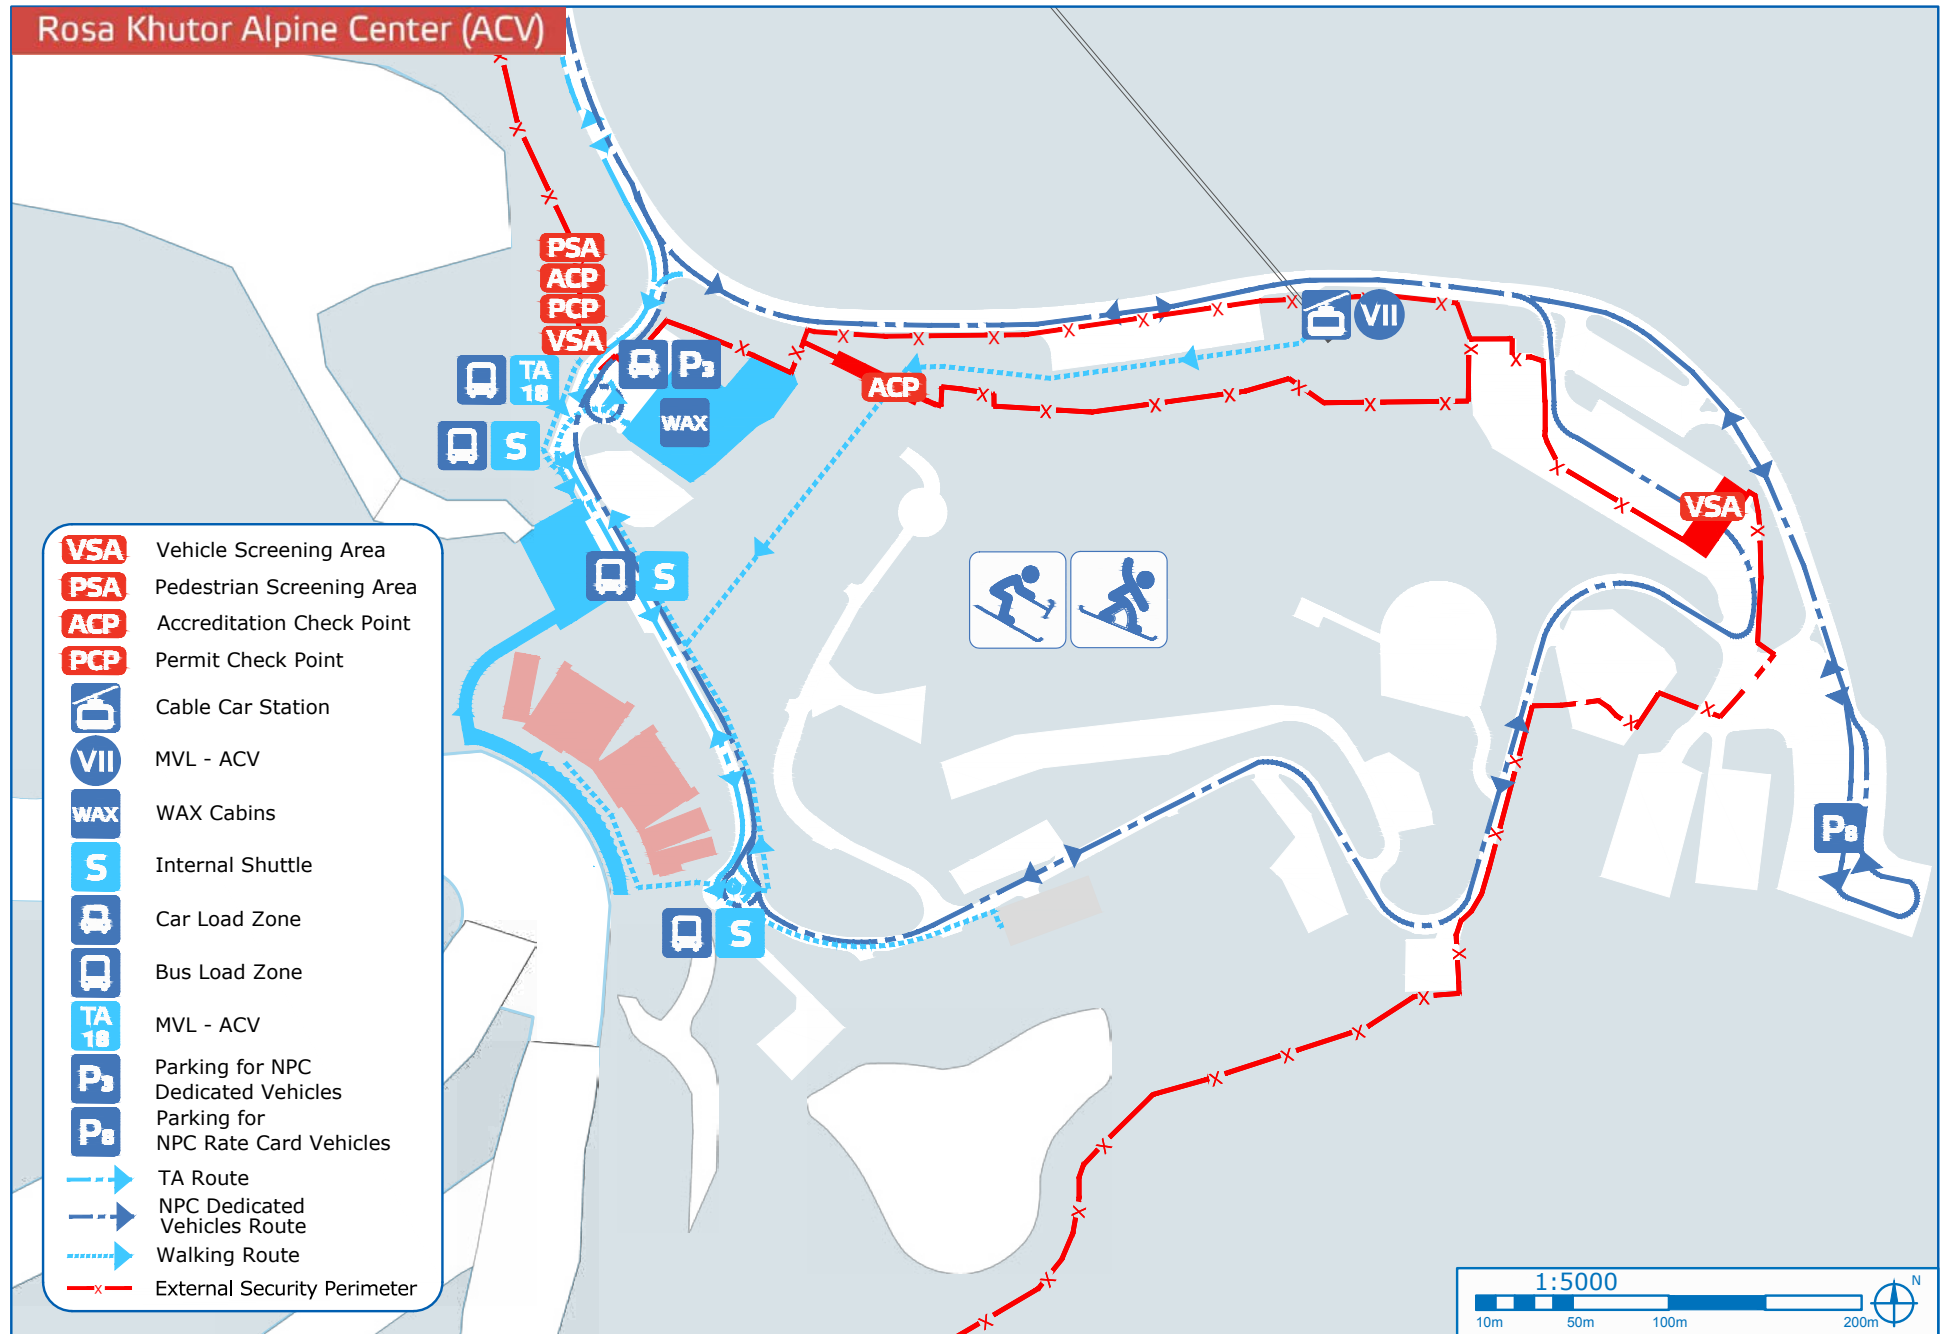 Rosa Khutor Alpine Center (ACV)
PSA
ACP
PCP
VSA
TA
18
P3
S
WAX
ACP
VII
VSA
S
S
P8
VSA Vehicle Screening Area
PSA Pedestrian Screening Area
ACP Accreditation Check Point
PCP Permit Check Point
Cable Car Station
VII MVL - ACV
WAX WAX Cabins
S Internal Shuttle
Car Load Zone
Bus Load Zone
TA
18 MVL - ACV
P3 Parking for NPC
Dedicated Vehicles
P8 Parking for
NPC Rate Card Vehicles
TA Route
NPC Dedicated
Vehicles Route
Walking Route
External Security Perimeter
1:5000
N
10m 50m 100m 200m